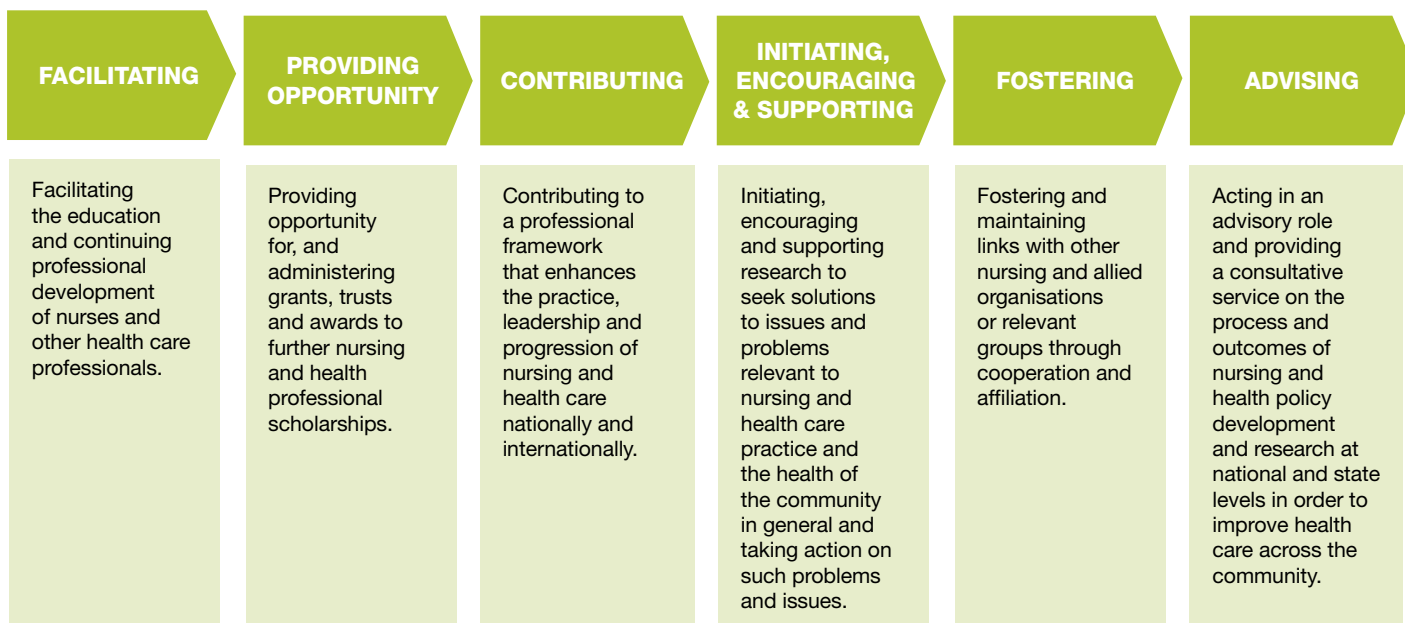 FACILITATING
PROVIDING
OPPORTUNITY
CONTRIBUTING
INITIATING,
ENCOURAGING
& SUPPORTING
FOSTERING
ADVISING
Facilitating
the education
and continuing
professional
development
of nurses and
other health care
professionals.
Providing
opportunity
for, and
administering
grants, trusts
and awards to
further nursing
and health
professional
scholarships.
Contributing to
a professional
framework
that enhances
the practice,
leadership and
progression of
nursing and
health care
nationally and
internationally.
Initiating,
encouraging
and supporting
research to
seek solutions
to issues and
problems
relevant to
nursing and
health care
practice and
the health of
the community
in general and
taking action on
such problems
and issues.
Fostering and
maintaining
links with other
nursing and allied
organisations
or relevant
groups through
cooperation and
affiliation.
Acting in an
advisory role
and providing
a consultative
service on the
process and
outcomes of
nursing and
health policy
development
and research at
national and state
levels in order to
improve health
care across the
community.